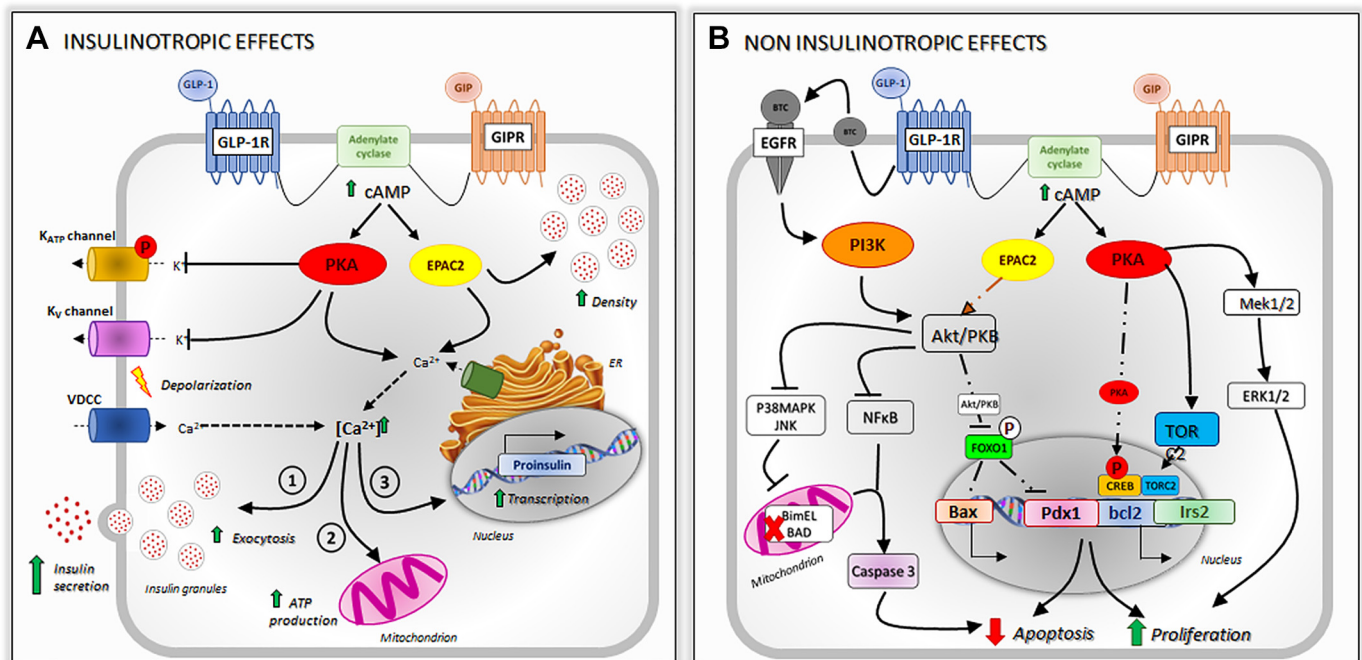 A INSULINOTROPIC EFFECTS
GLP-1
GIP
GLP-1R
Adenylate
cyclase
GIPR
cAMP
KATP channel
P
K+
PKA
EPAC2
Density
KV channel
K+
Depolarization
Ca2+
ER
VDCC
Ca2+
[Ca2+]
Proinsulin
Transcription
Nucleus
1
3
2
Exocytosis
Insulin
secretion
Insulin granules
ATP
production
Mitochondrion
B NON INSULINOTROPIC EFFECTS
BTC
GLP-1
GIP
EGFR
BTC
GLP-1R
Adenylate
cyclase
GIPR
cAMP
PI3K
EPAC2
PKA
Mek1/2
Akt/PKB
P38MAPK
JNK
NFκB
Akt/PKB
PKA
ERK1/2
P
FOXO1
TOR
C2
P
CREB
TORC2
Bax
Pdx1
bcl2
Irs2
BimEL
BAD
Mitochondrion
Caspase 3
Nucleus
Apoptosis
Proliferation